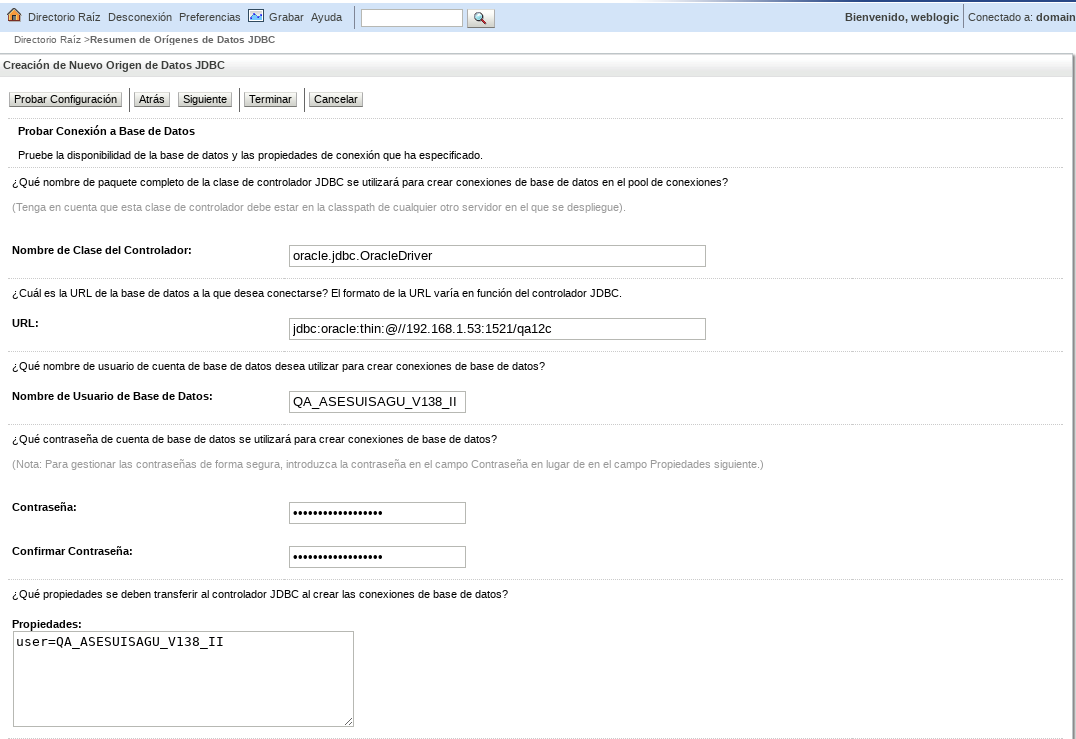 Directorio Raíz Desconexión Preferencias Grabar Ayuda Bienvenido, weblogic Conectado a: domain
Directorio Raíz >Resumen de Orígenes de Datos JDBC
Creación de Nuevo Origen de Datos JDBC
Probar Configuración Atrás Siguiente Terminar Cancelar
Probar Conexión a Base de Datos
Pruebe la disponibilidad de la base de datos y las propiedades de conexión que ha especificado.
¿Qué nombre de paquete completo de la clase de controlador JDBC se utilizará para crear conexiones de base de datos en el pool de conexiones?
(Tenga en cuenta que esta clase de controlador debe estar en la classpath de cualquier otro servidor en el que se despliegue).
Nombre de Clase del Controlador: oracle.jdbc.OracleDriver
¿Cuál es la URL de la base de datos a la que desea conectarse? El formato de la URL varía en función del controlador JDBC.
URL: jdbc:oracle:thin:@//192.168.1.53:1521/qa12c
¿Qué nombre de usuario de cuenta de base de datos desea utilizar para crear conexiones de base de datos?
Nombre de Usuario de Base de Datos: QA_ASESUISAGU_V138_II
¿Qué contraseña de cuenta de base de datos se utilizará para crear conexiones de base de datos?
(Nota: Para gestionar las contraseñas de forma segura, introduzca la contraseña en el campo Contraseña en lugar de en el campo Propiedades siguiente.)
Contraseña: ••••••••••••••••••
Confirmar Contraseña: ••••••••••••••••••
¿Qué propiedades se deben transferir al controlador JDBC al crear las conexiones de base de datos?
Propiedades:
user=QA_ASESUISAGU_V138_II